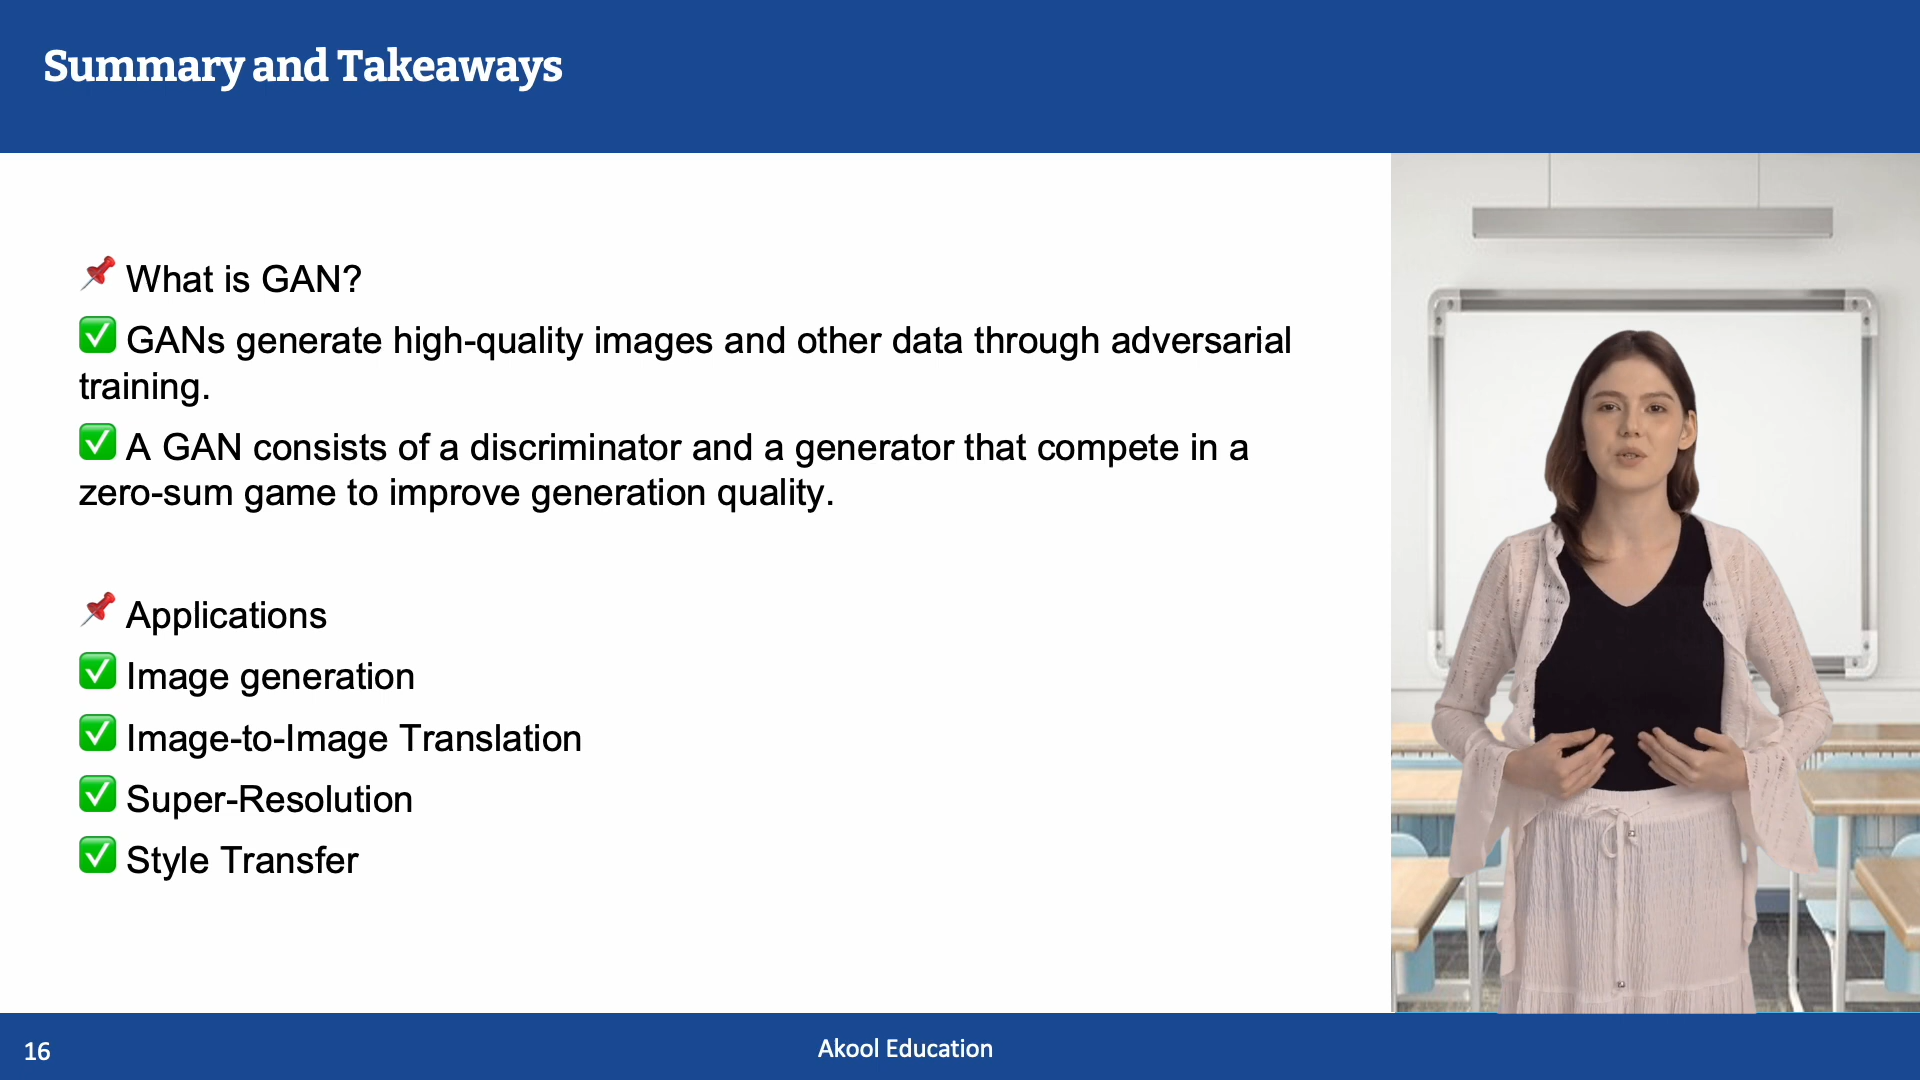 Summary and Takeaways
📌 What is GAN?
✅ GANs generate high-quality images and other data through adversarial
training.
✅ A GAN consists of a discriminator and a generator that compete in a
zero-sum game to improve generation quality.
📌 Applications
✅ Image generation
✅ Image-to-Image Translation
✅ Super-Resolution
✅ Style Transfer
16
Akool Education